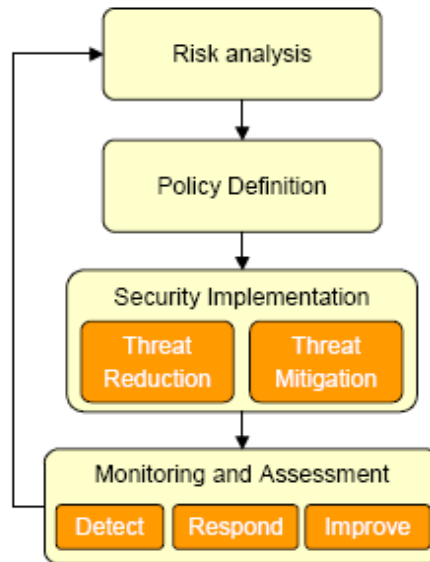 Risk analysis
Policy Definition
Security Implementation
Threat
Reduction
Threat
Mitigation
Monitoring and Assessment
Detect
Respond
Improve